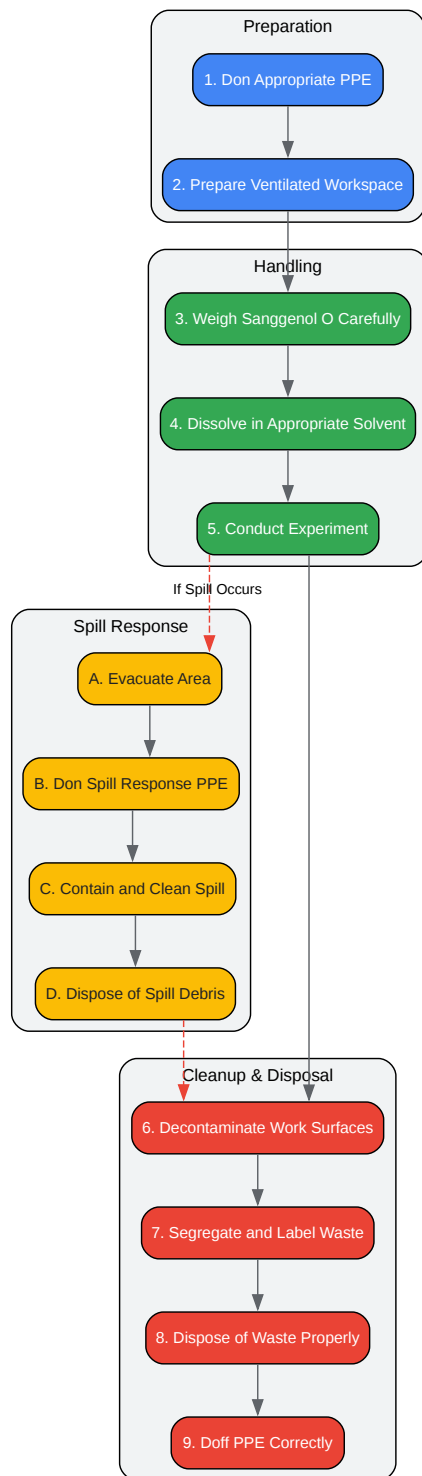 Preparation
1. Don Appropriate PPE
2. Prepare Ventilated Workspace
Handling
3. Weigh Sanggenol O Carefully
4. Dissolve in Appropriate Solvent
5. Conduct Experiment
If Spill Occurs
Spill Response
A. Evacuate Area
B. Don Spill Response PPE
C. Contain and Clean Spill
D. Dispose of Spill Debris
Cleanup & Disposal
6. Decontaminate Work Surfaces
7. Segregate and Label Waste
8. Dispose of Waste Properly
9. Doff PPE Correctly